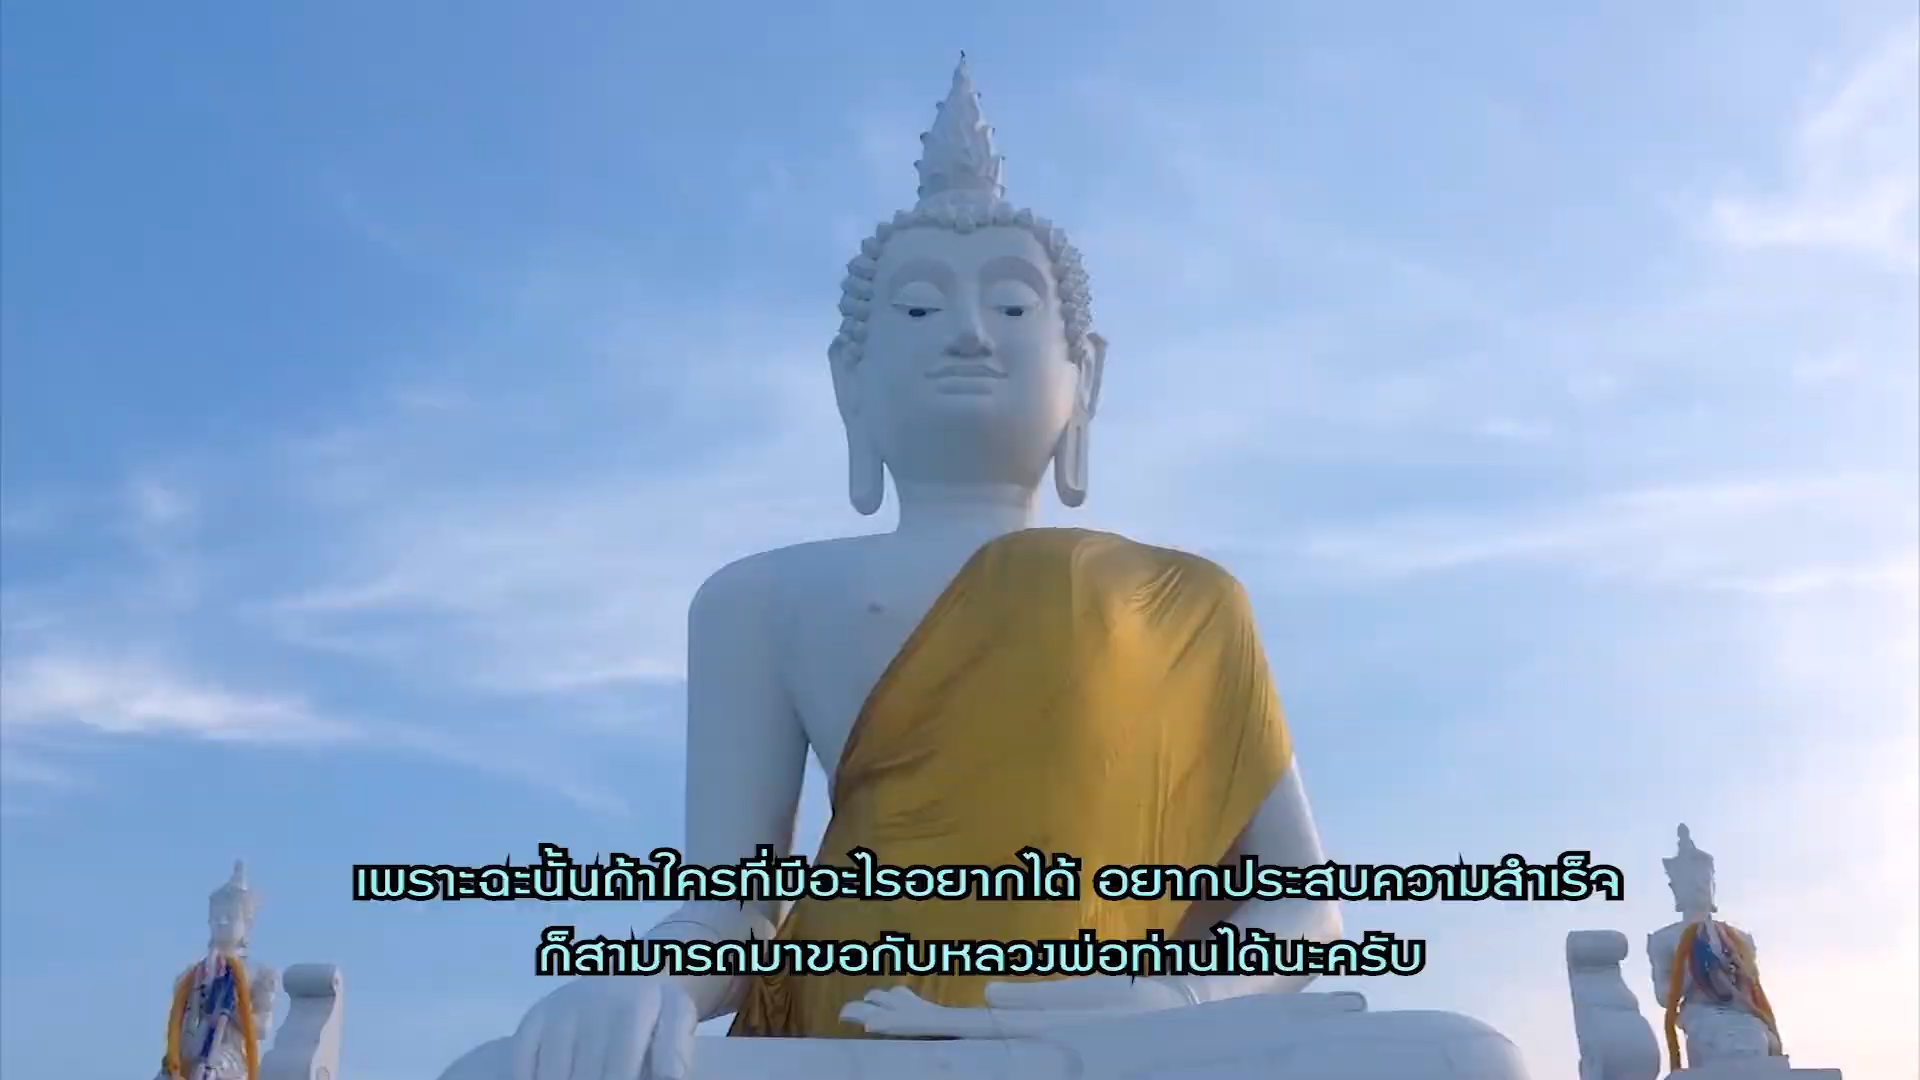 เพราะฉะนั้นถ้าใครที่มีอะไรอยากได้ อยากประสบความสำเร็จ
ก็สามารถมาขอกับหลวงพ่อท่านได้นะครับ